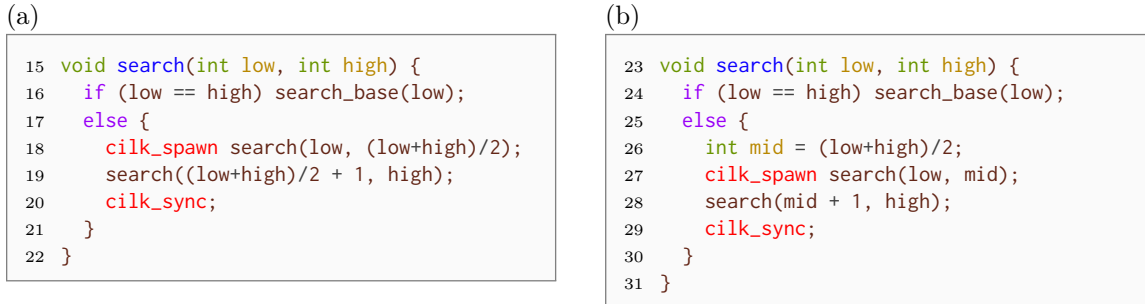 (a)
15 void search(int low, int high) {
16   if (low == high) search_base(low);
17   else {
18     cilk_spawn search(low, (low+high)/2);
19     search((low+high)/2 + 1, high);
20     cilk_sync;
21   }
22 }
(b)
23 void search(int low, int high) {
24   if (low == high) search_base(low);
25   else {
26     int mid = (low+high)/2;
27     cilk_spawn search(low, mid);
28     search(mid + 1, high);
29     cilk_sync;
30   }
31 }